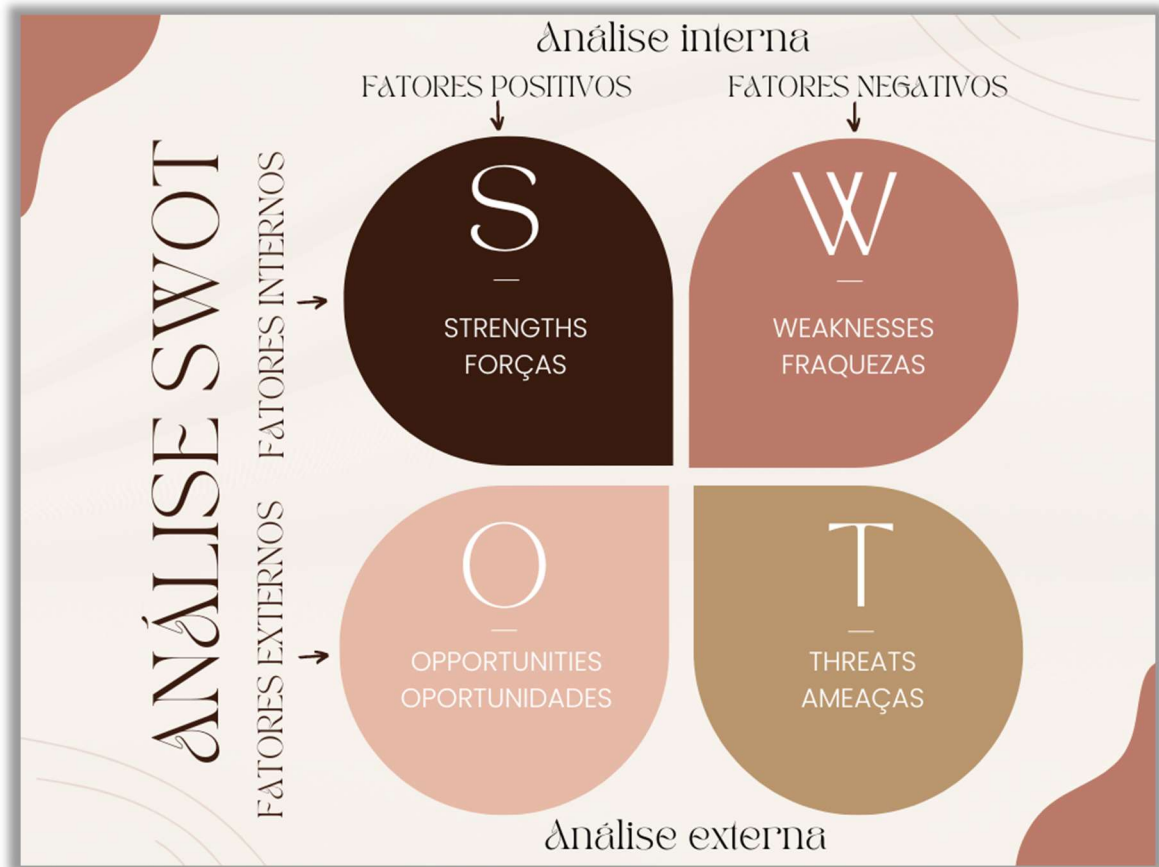 Análise interna
FATORES POSITIVOS
FATORES NEGATIVOS
ANÁLISE SWOT
FATORES INTERNOS
S
STRENGTHS
FORÇAS
W
WEAKNESSES
FRAQUEZAS
FATORES EXTERNOS
O
OPPORTUNITIES
OPORTUNIDADES
T
THREATS
AMEAÇAS
Análise externa